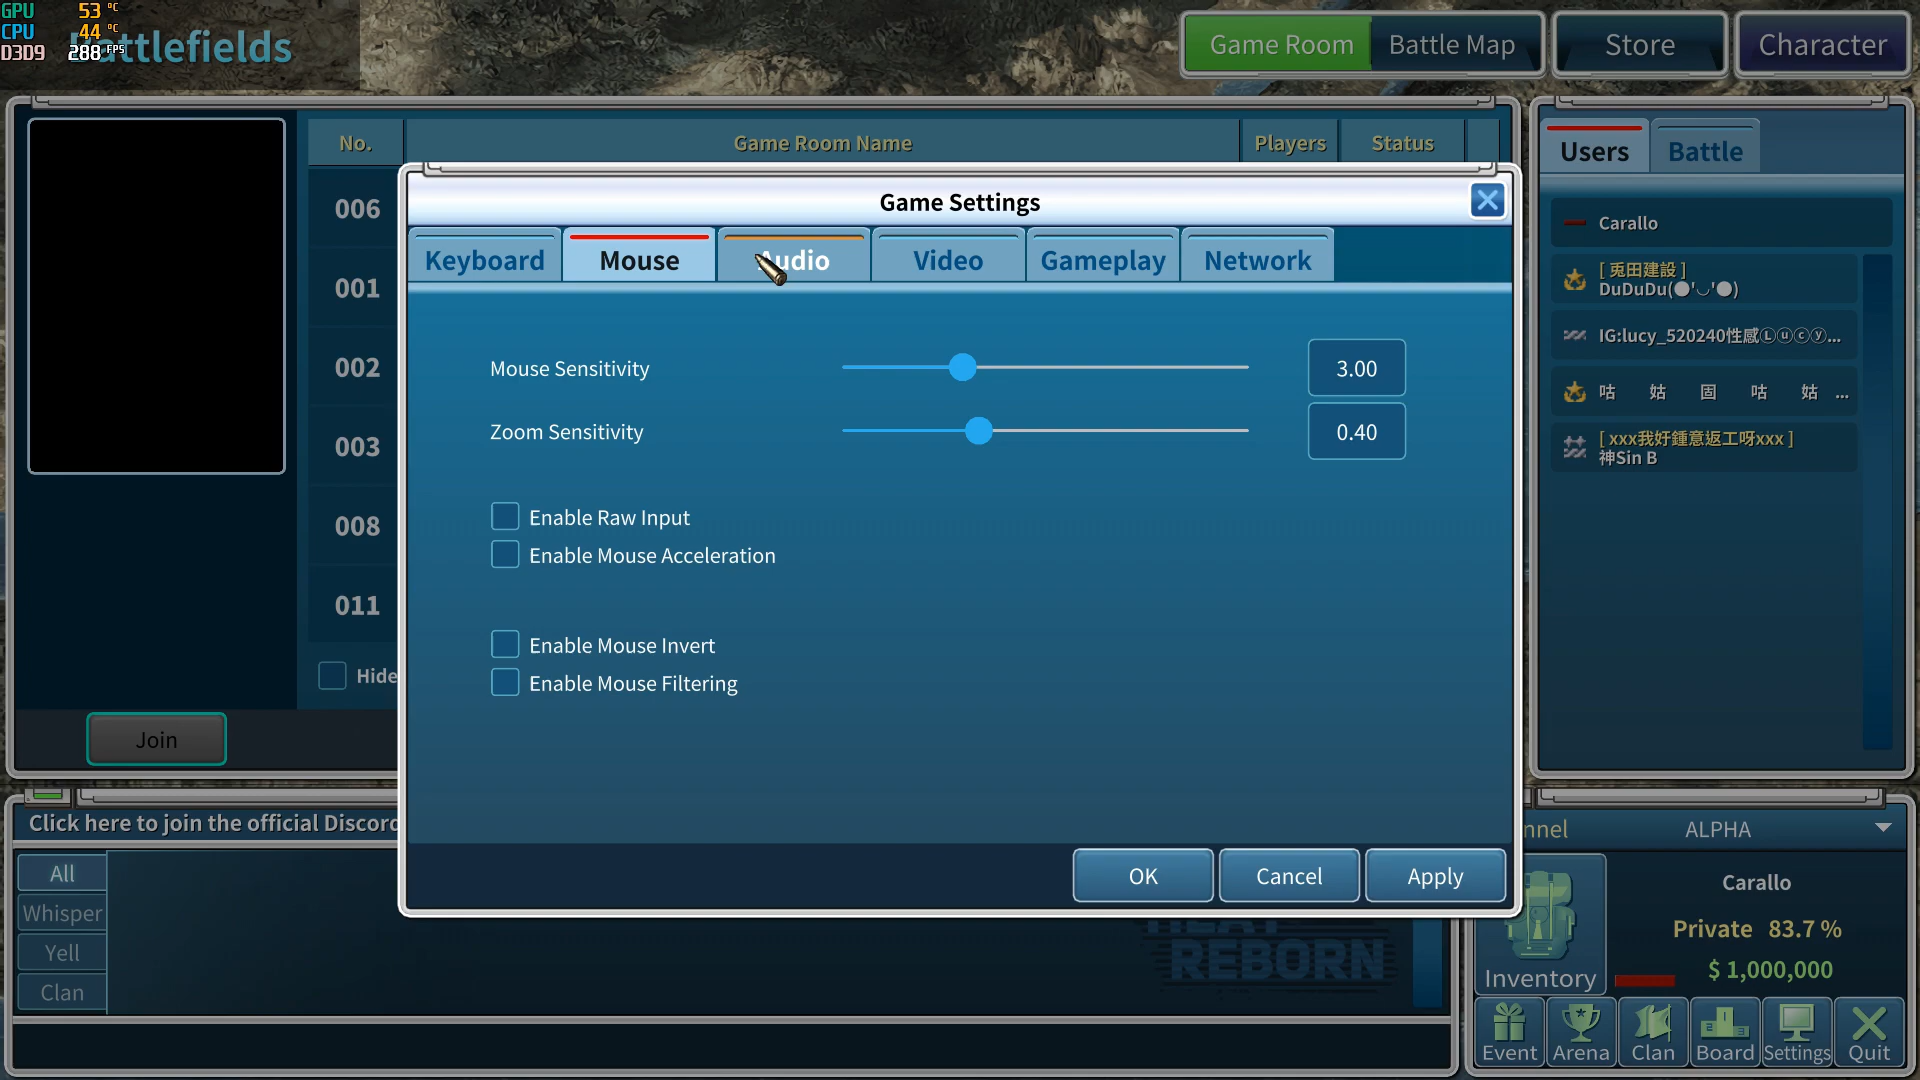 GPU 53 °C
CPU 44 °C
D3D9 288 FPS
Battlefields
Game Room
Battle Map
Store
Character
No.
Game Room Name
Players
Status
006
001
002
003
008
011
Hide
Join
Game Settings
Keyboard
Mouse
Audio
Video
Gameplay
Network
Mouse Sensitivity
3.00
Zoom Sensitivity
0.40
Enable Raw Input
Enable Mouse Acceleration
Enable Mouse Invert
Enable Mouse Filtering
OK
Cancel
Apply
Users
Battle
Carallo
[ 兎田建設 ]
DuDuDu(●'◡'●)
IG:lucy_520240性感Ⓛⓤⓒⓨ...
咕 姑 固 咕 姑 ...
[ xxx我好鍾意返工呀xxx ]
神Sin B
Click here to join the official Discord
All
Whisper
Yell
Clan
REBORN
nnel
ALPHA
Carallo
Private 83.7 %
$ 1,000,000
Inventory
Event
Arena
Clan
Board
Settings
Quit